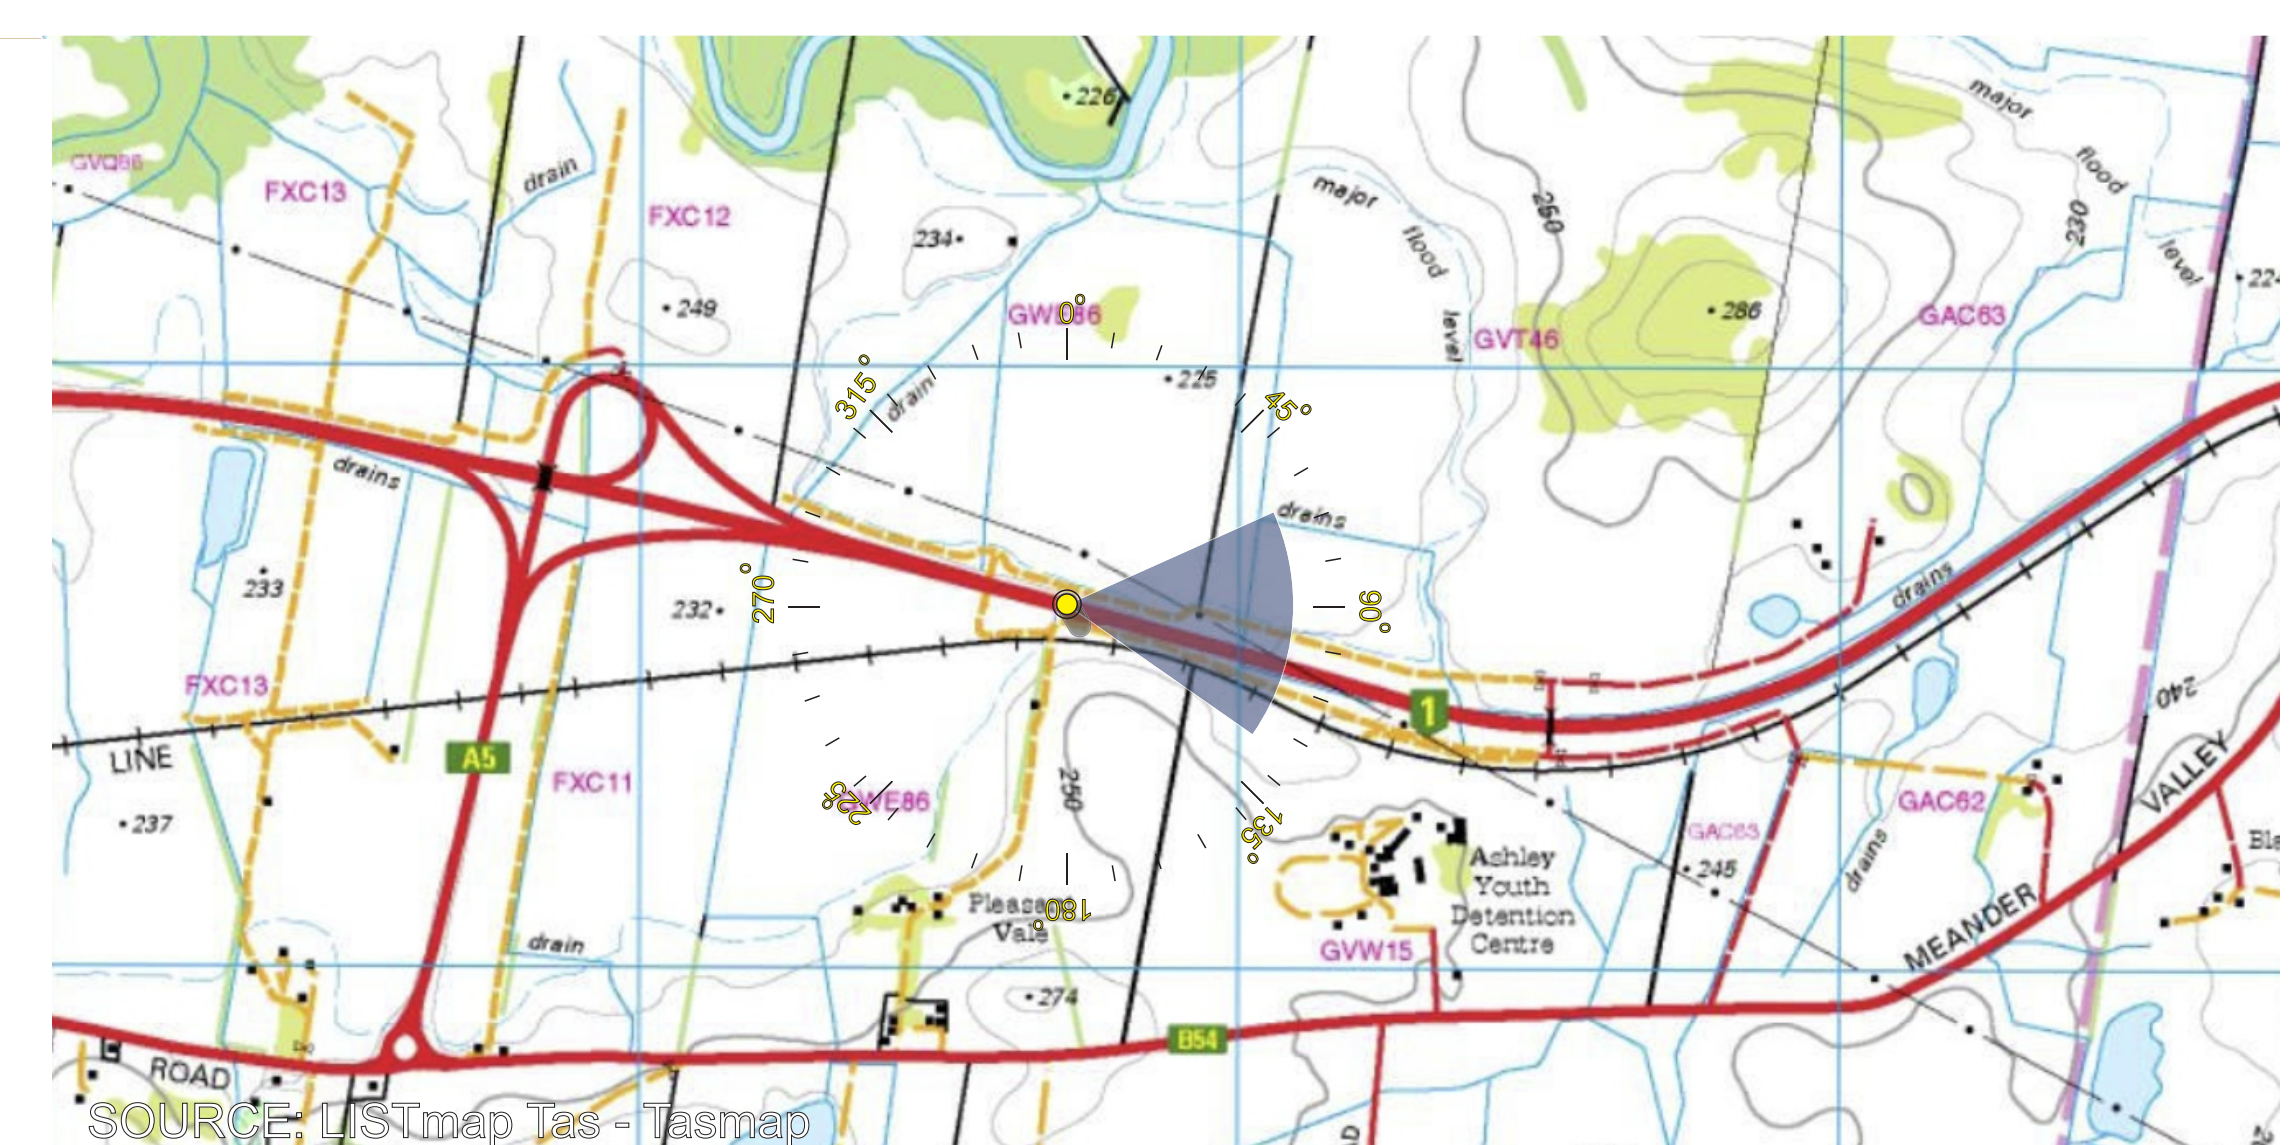 226
major
GVQ86
FXC13
drain
FXC12
major
flood
250
230
flood
level
234
249
GWE86
0°
level
GVT46
286
GAC63
225
315°
drain
45°
drains
drains
233
232
270°
90°
drains
FXC13
1
240
LINE
A5
FXC11
225°
GWE86
250
135°
237
VALLEY
GAC62
GAC63
245
drains
Ashley
Youth
Detention
Centre
180°
Vale
drain
GVW15
MEANDER
274
B54
ROAD
SOURCE: LISTmap Tas - Tasmap